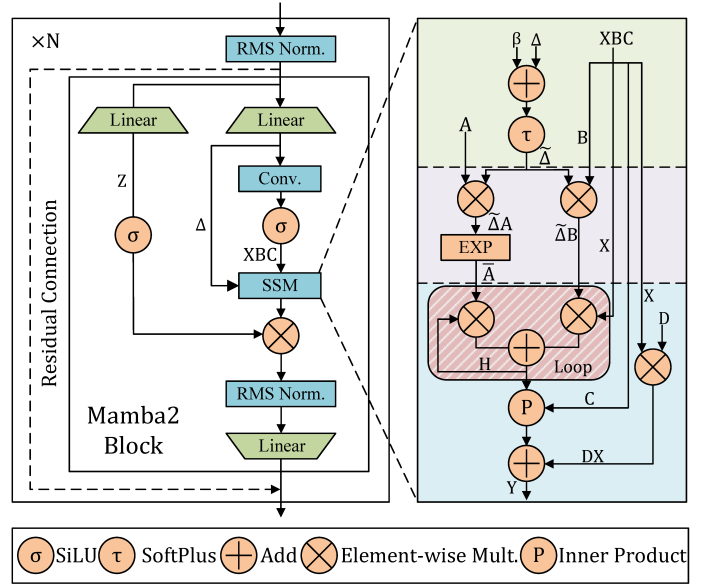 ×N
RMS Norm.
Linear
Linear
Z
Δ
Conv.
σ
σ
XBC
SSM
Residual Connection
RMS Norm.
Mamba2
Block
Linear
β
Δ
XBC
A
τ
B
Δ̃
Δ̃A
Δ̃B
EXP
X
A̅
X
D
H
Loop
P
C
DX
Y
σ SiLU τ SoftPlus Add Element-wise Mult. P Inner Product